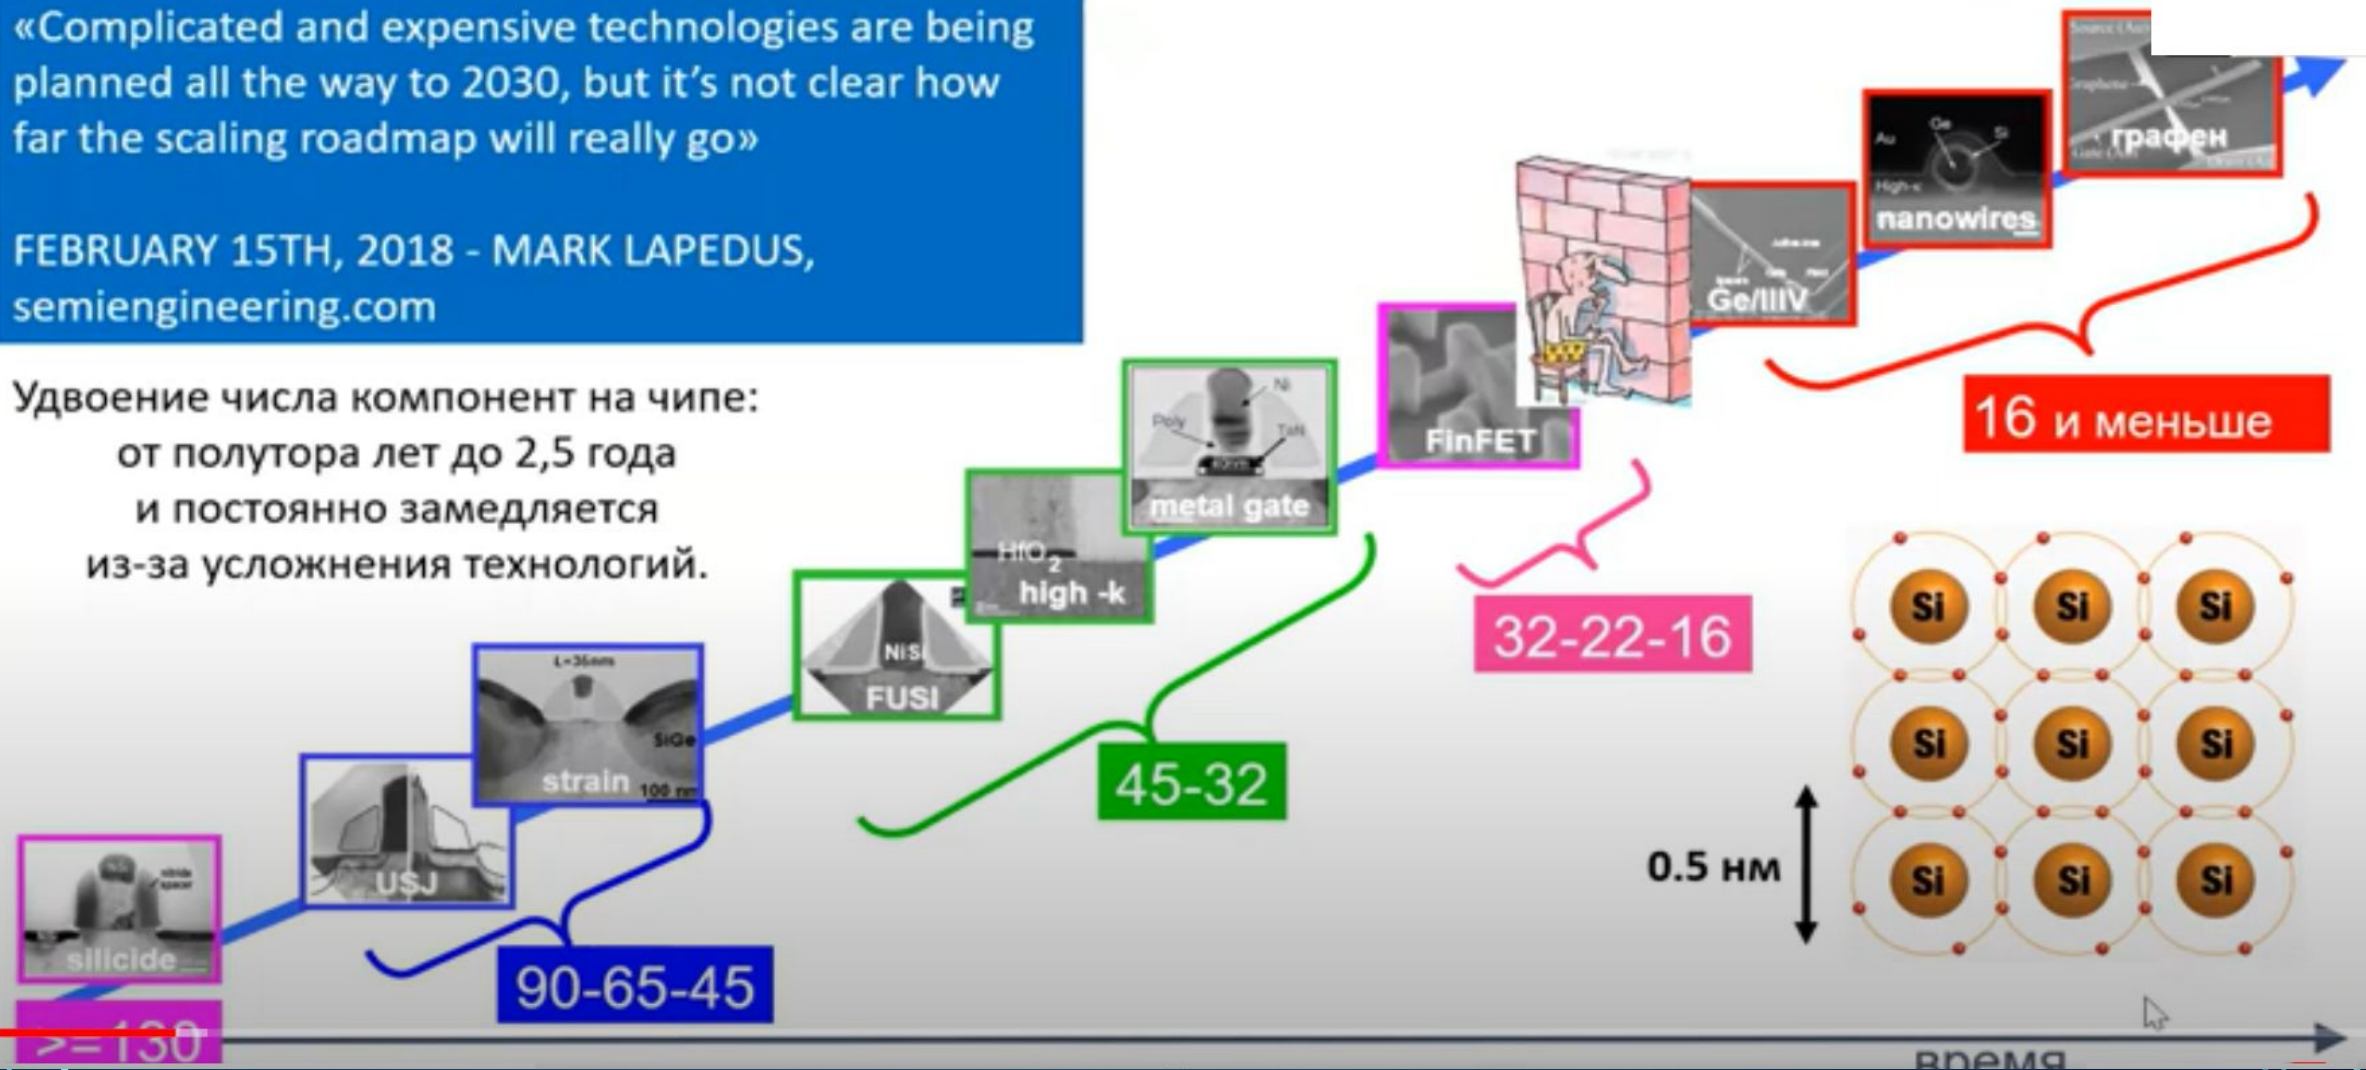 «Complicated and expensive technologies are being
planned all the way to 2030, but it’s not clear how
far the scaling roadmap will really go»
FEBRUARY 15TH, 2018 - MARK LAPEDUS,
semiengineering.com
Удвоение числа компонент на чипе:
от полутора лет до 2,5 года
и постоянно замедляется
из-за усложнения технологий.
графен
Au
Ge
Si
High-κ
nanowires
Ge/IIIV
16 и меньше
FinFET
32-22-16
Ni
Poly
TaN
metal gate
HfO2
high -k
45-32
NiSi
FUSI
L=35nm
SiGe
strain
100 nm
USJ
90-65-45
nitride
spacer
silicide
>=130
Si Si Si
Si Si Si
Si Si Si
0.5 нм
время